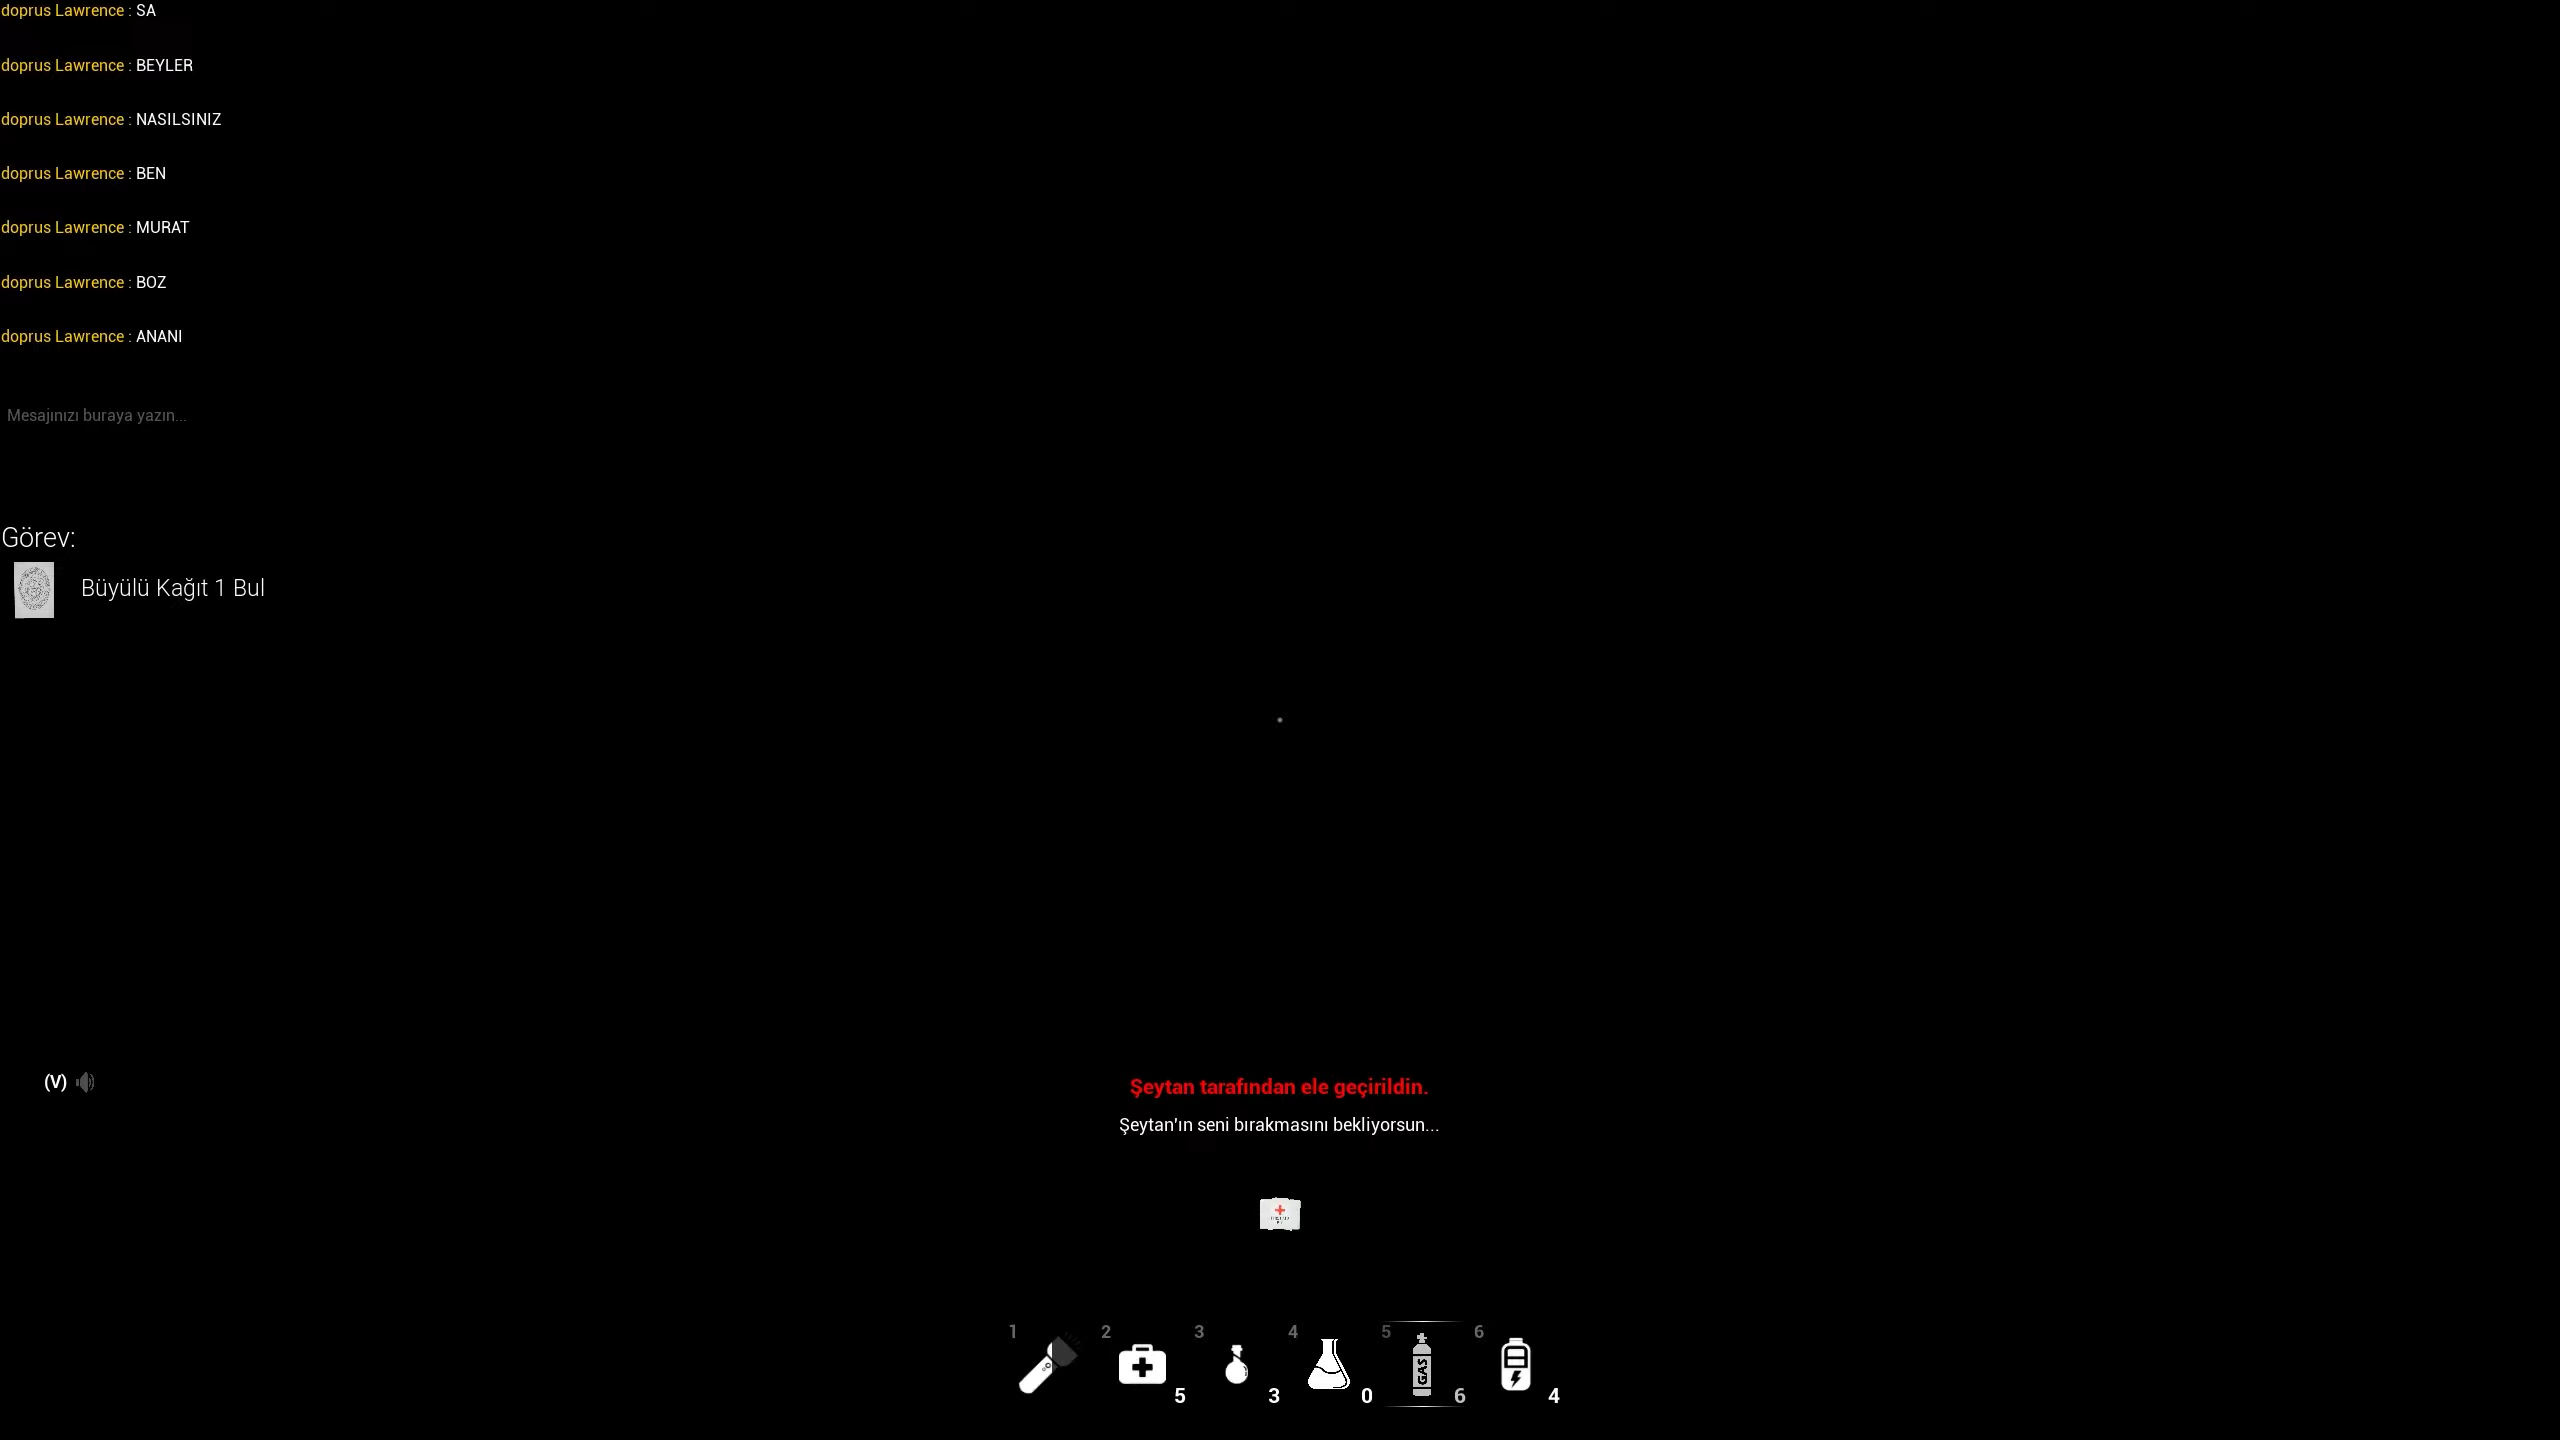 doprus Lawrence : SA
doprus Lawrence : BEYLER
doprus Lawrence : NASILSINIZ
doprus Lawrence : BEN
doprus Lawrence : MURAT
doprus Lawrence : BOZ
doprus Lawrence : ANANI
Mesajınızı buraya yazın...
Görev:
Büyülü Kağıt 1 Bul
(V)
Şeytan tarafından ele geçirildin.
Şeytan'ın seni bırakmasını bekliyorsun...
1 2 3 4 5 6
GAS
5 3 0 6 4